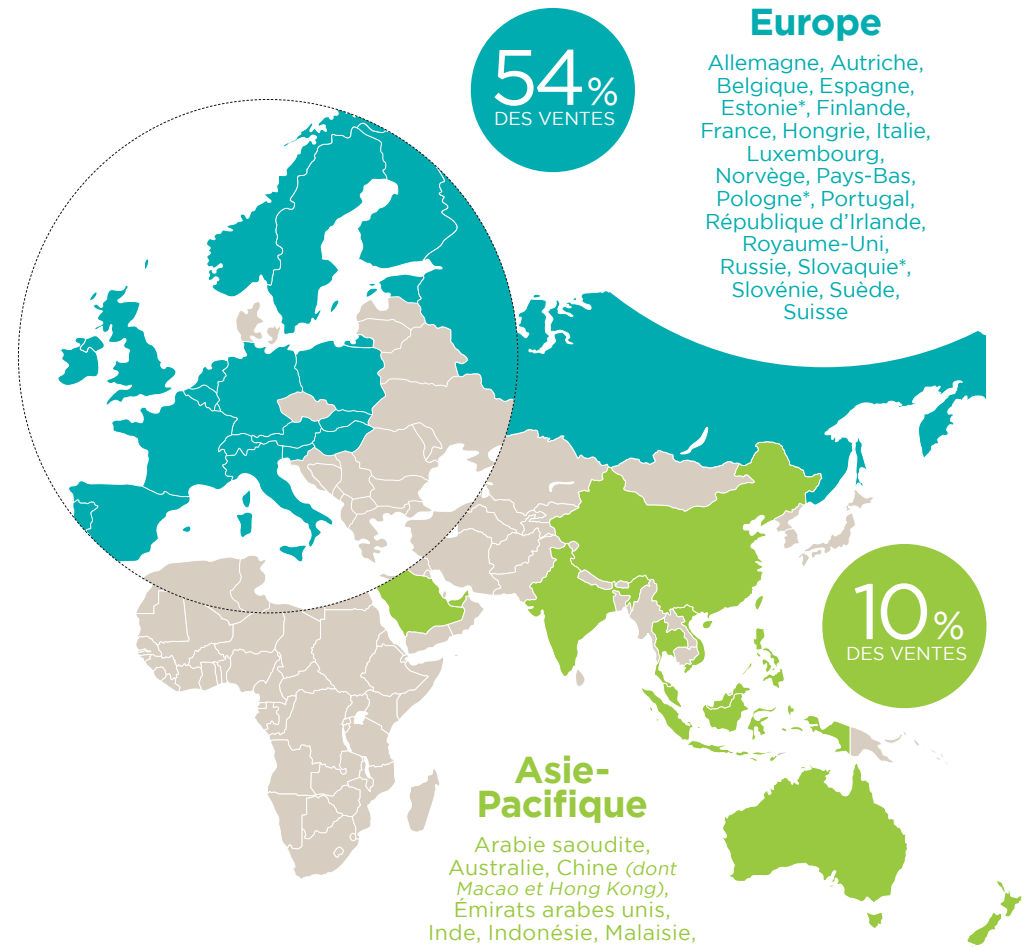 54%
DES VENTES
Europe
Allemagne, Autriche,
Belgique, Espagne,
Estonie*, Finlande,
France, Hongrie, Italie,
Luxembourg,
Norvège, Pays-Bas,
Pologne*, Portugal,
République d'Irlande,
Royaume-Uni,
Russie, Slovaquie*,
Slovénie, Suède,
Suisse
10%
DES VENTES
Asie-
Pacifique
Arabie saoudite,
Australie, Chine (dont
Macao et Hong Kong),
Émirats arabes unis,
Inde, Indonésie, Malaisie,